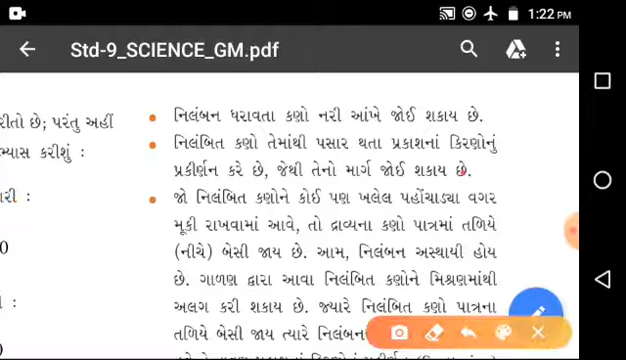 1:22 PM
Std-9_SCIENCE_GM.pdf
રીતો છે; પરંતુ અહીં
ભ્યાસ કરીશું :
ારી :
0
:
• નિલંબન ધરાવતા કણો નરી આંખે જોઈ શકાય છે.
• નિલંબિત કણો તેમાંથી પસાર થતા પ્રકાશનાં કિરણોનું
પ્રકીર્ણન કરે છે, જેથી તેનો માર્ગ જોઈ શકાય છે.
• જો નિલંબિત કણોને કોઈ પણ ખલેલ પહોંચાડ્યા વગર
મૂકી રાખવામાં આવે, તો દ્રાવ્યના કણો પાત્રમાં તળિયે
(નીચે) બેસી જાય છે. આમ, નિલંબન અસ્થાયી હોય
છે. ગાળણ દ્વારા આવા નિલંબિત કણોને મિશ્રણમાંથી
અલગ કરી શકાય છે. જ્યારે નિલંબિત કણો પાત્રના
તળિયે બેસી જાય ત્યારે નિલંબન